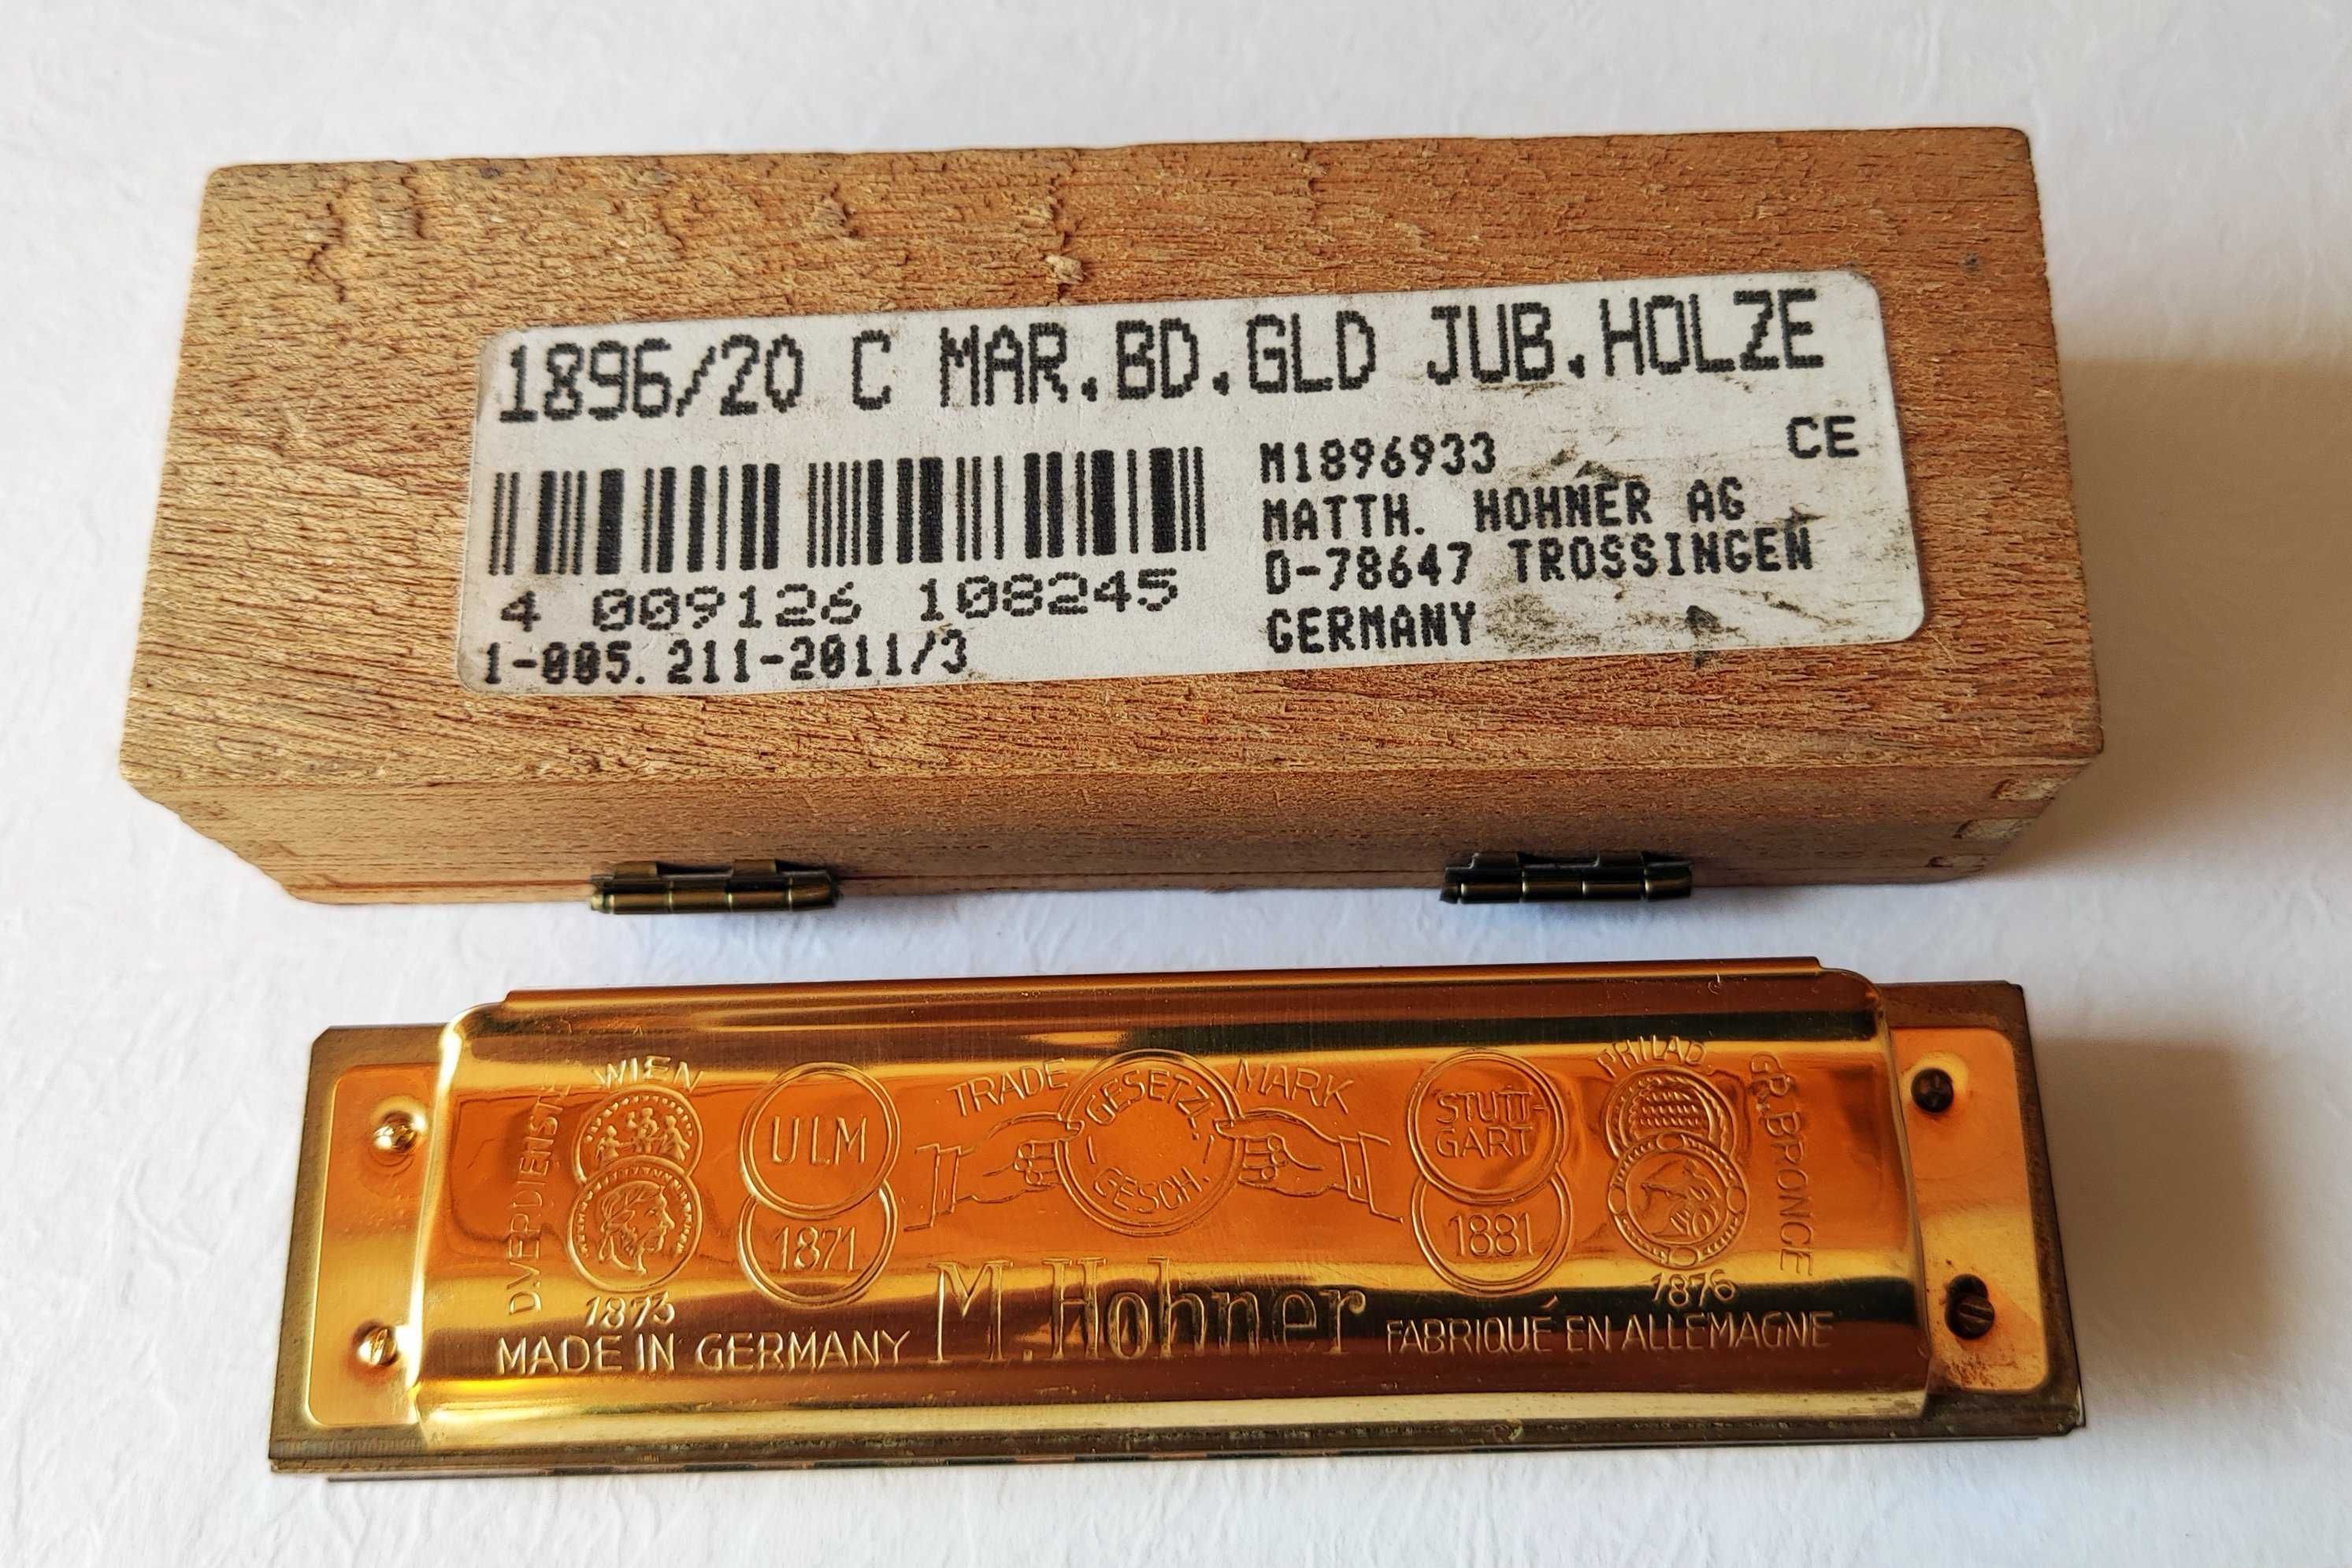 1896/20 C MAR.BD.GLD JUB.HOLZE
CE
M1896933
MATTH. HOHNER AG
D-78647 TROSSINGEN
GERMANY
4 009126 108245
1-005.211-2011/3
D.VERDIENSTE
WIEN
1873
ULM
1871
TRADE MARK
GESETZL.
GESCH.
STUTT-
GART
1881
PHILAD.
1876
GR.BRONCE
MADE IN GERMANY
M.Hohner
FABRIQUÉ EN ALLEMAGNE